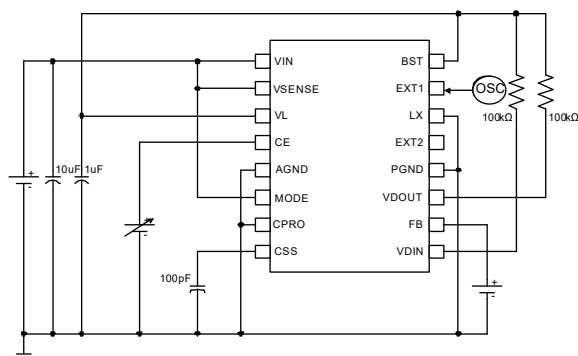 VIN
BST
VSENSE
EXT1
OSC
VL
LX
100kΩ
100kΩ
CE
EXT2
+
10uF
1uF
AGND
PGND
-
MODE
VDOUT
+
-
CPRO
FB
CSS
VDIN
100pF
+
-